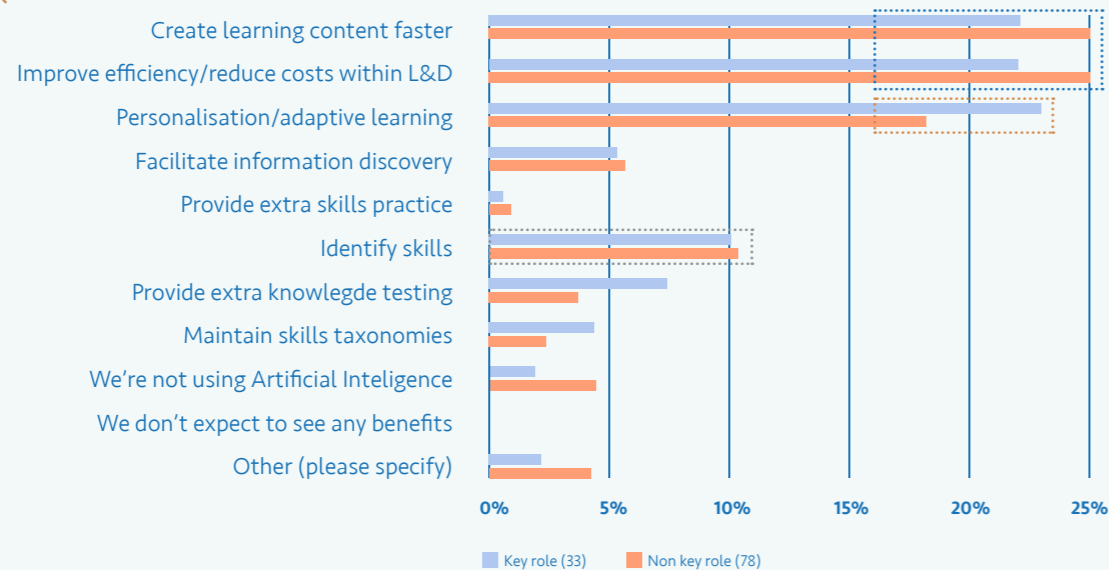 Create learning content faster
Improve efficiency/reduce costs within L&D
Personalisation/adaptive learning
Facilitate information discovery
Provide extra skills practice
Identify skills
Provide extra knowlegde testing
Maintain skills taxonomies
We’re not using Artificial Inteligence
We don’t expect to see any benefits
Other (please specify)
0% 5% 10% 15% 20% 25%
Key role (33) Non key role (78)